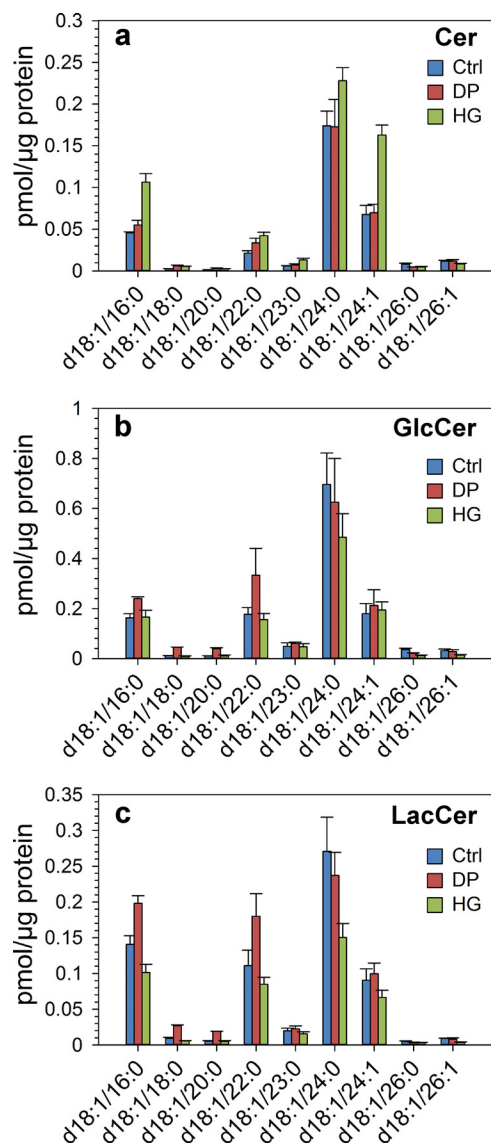 a
Cer
Ctrl
DP
HG
pmol/µg protein
0.3
0.25
0.2
0.15
0.1
0.05
0
d18:1/16:0
d18:1/18:0
d18:1/20:0
d18:1/22:0
d18:1/23:0
d18:1/24:0
d18:1/24:1
d18:1/26:0
d18:1/26:1
b
GlcCer
Ctrl
DP
HG
pmol/µg protein
1
0.8
0.6
0.4
0.2
0
d18:1/16:0
d18:1/18:0
d18:1/20:0
d18:1/22:0
d18:1/23:0
d18:1/24:0
d18:1/24:1
d18:1/26:0
d18:1/26:1
c
LacCer
Ctrl
DP
HG
pmol/µg protein
0.35
0.3
0.25
0.2
0.15
0.1
0.05
0
d18:1/16:0
d18:1/18:0
d18:1/20:0
d18:1/22:0
d18:1/23:0
d18:1/24:0
d18:1/24:1
d18:1/26:0
d18:1/26:1